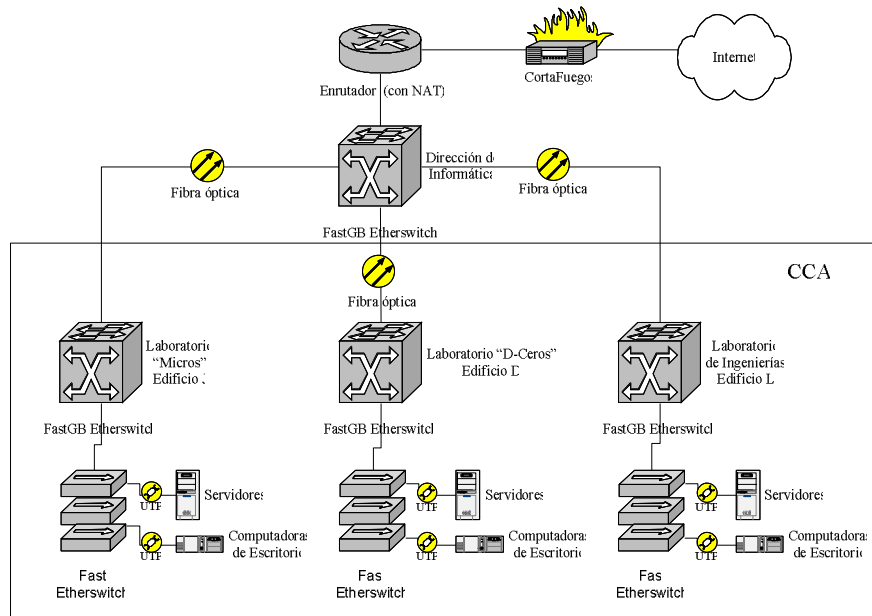 Internet
CortaFuegos
Enrutador (con NAT)
Dirección de
Informática
Fibra óptica
Fibra óptica
FastGB Etherswitch
CCA
Fibra óptica
Laboratorio
“Micros”
Edificio J
Laboratorio “D-Ceros”
Edificio D
Laboratorio
de Ingenierías
Edificio L
FastGB Etherswitch
FastGB Etherswitch
FastGB Etherswitch
UTP
Servidores
UTP
Servidores
UTP
Servidores
UTP
Computadoras
de Escritorio
UTP
Computadoras
de Escritorio
UTP
Computadoras
de Escritorio
Fast
Etherswitch
Fas
Etherswitch
Fas
Etherswitch